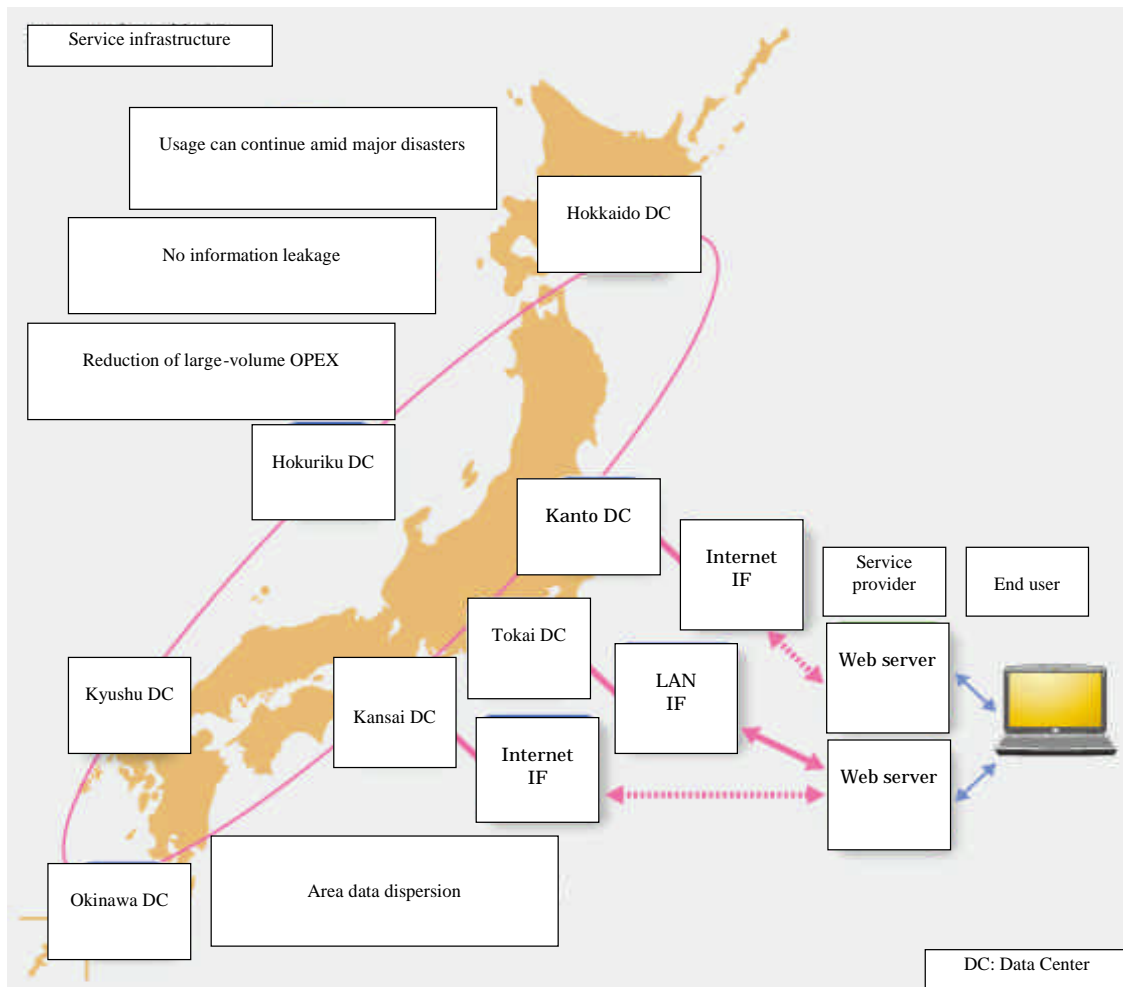 Service infrastructure
Usage can continue amid major disasters
Hokkaido DC
No information leakage
Reduction of large-volume OPEX
Hokuriku DC
Kanto DC
Internet
IF
Service
provider
End user
Tokai DC
Web server
Kyushu DC
Kansai DC
LAN
IF
Internet
IF
Web server
Okinawa DC
Area data dispersion
DC: Data Center